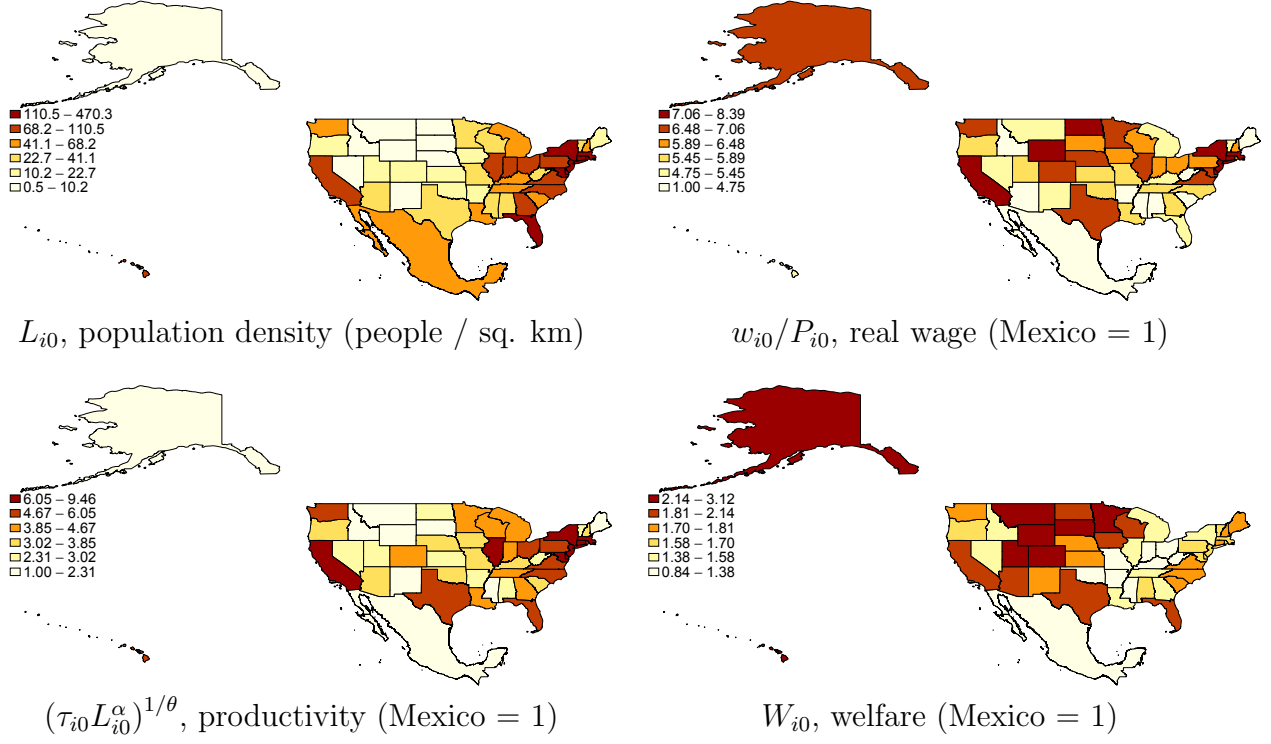 110.5 – 470.3
68.2 – 110.5
41.1 – 68.2
22.7 – 41.1
10.2 – 22.7
0.5 – 10.2
L_{i0}, population density (people / sq. km)
7.06 – 8.39
6.48 – 7.06
5.89 – 6.48
5.45 – 5.89
4.75 – 5.45
1.00 – 4.75
w_{i0}/P_{i0}, real wage (Mexico = 1)
6.05 – 9.46
4.67 – 6.05
3.85 – 4.67
3.02 – 3.85
2.31 – 3.02
1.00 – 2.31
(τ_{i0}L_{i0}^α)^{1/θ}, productivity (Mexico = 1)
2.14 – 3.12
1.81 – 2.14
1.70 – 1.81
1.58 – 1.70
1.38 – 1.58
0.84 – 1.38
W_{i0}, welfare (Mexico = 1)